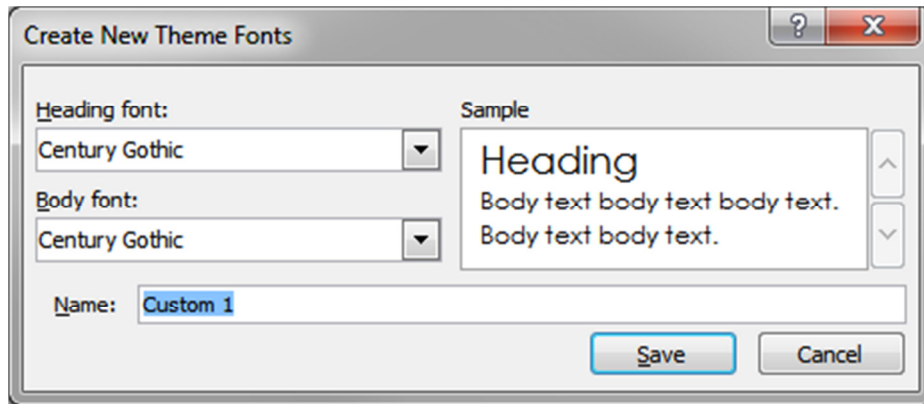 Create New Theme Fonts
?
Heading font:
Century Gothic
Body font:
Century Gothic
Sample
Heading
Body text body text body text.
Body text body text.
Name: Custom 1
Save Cancel